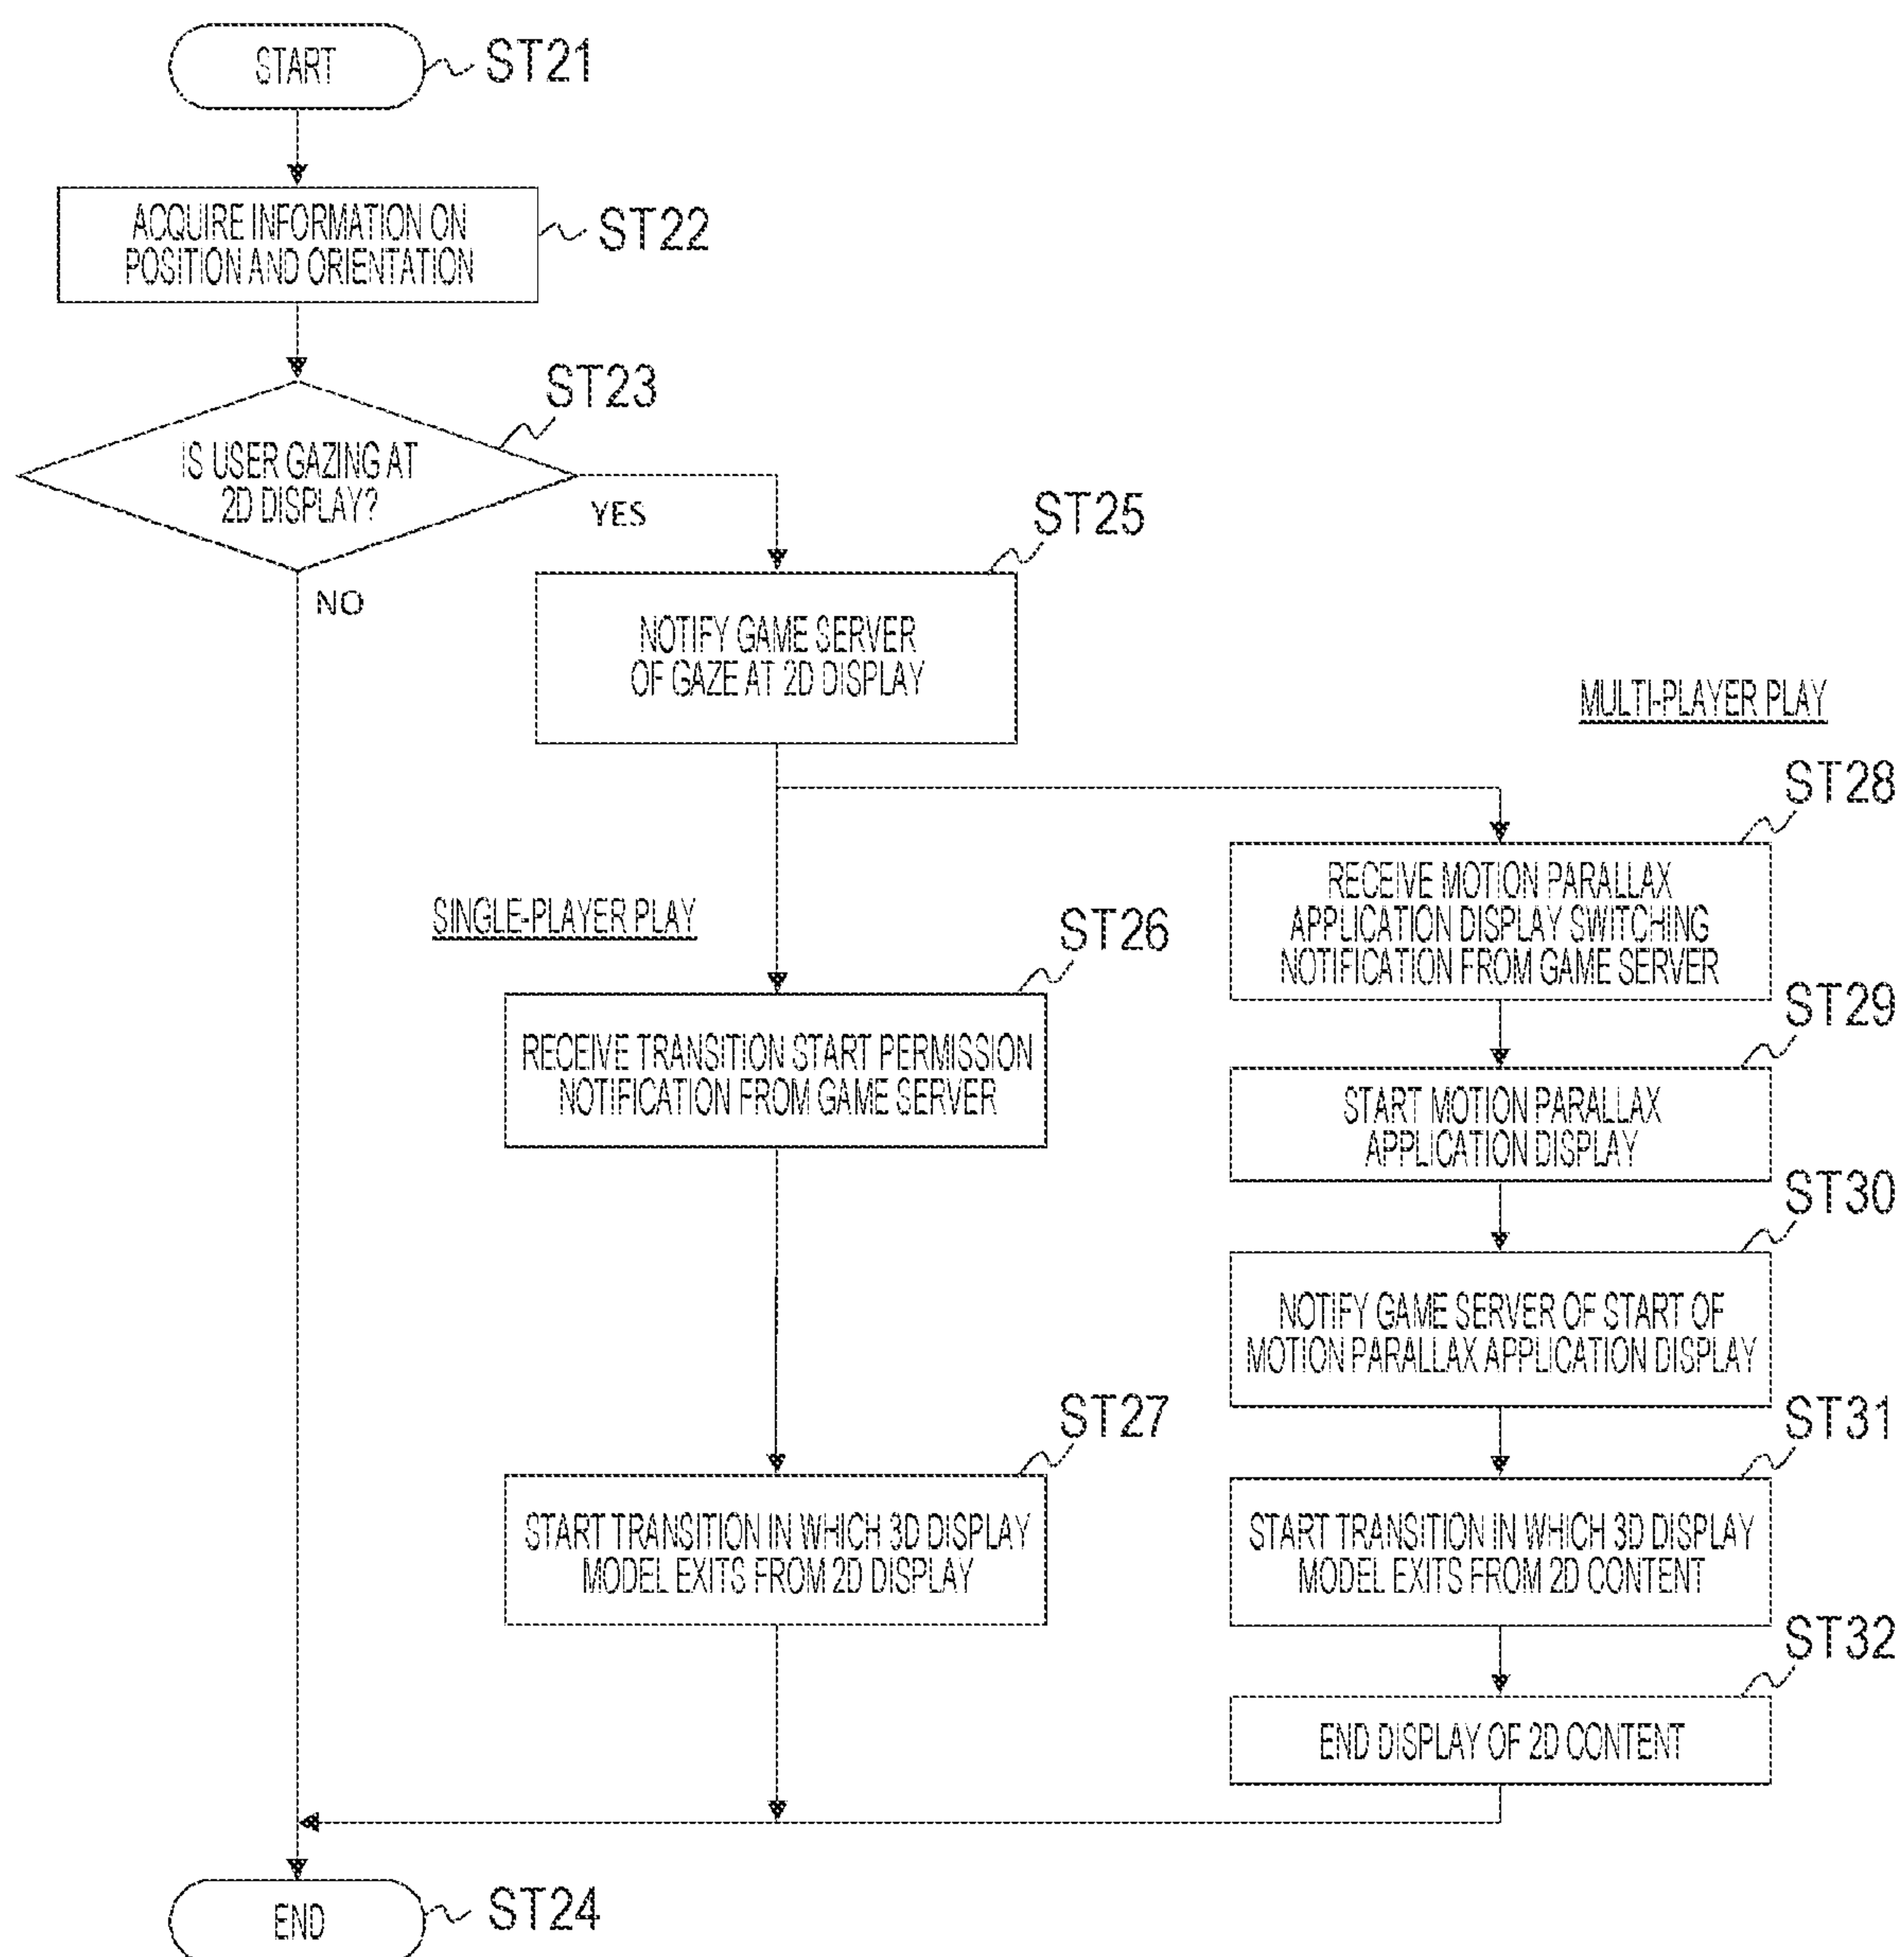 START
ST21
ACQUIRE INFORMATION ON
POSITION AND ORIENTATION
ST22
ST23
IS USER GAZING AT
2D DISPLAY?
YES
NO
ST25
NOTIFY GAME SERVER
OF GAZE AT 2D DISPLAY
MULTI-PLAYER PLAY
ST28
RECEIVE MOTION PARALLAX
APPLICATION DISPLAY SWITCHING
NOTIFICATION FROM GAME SERVER
SINGLE-PLAYER PLAY
ST26
RECEIVE TRANSITION START PERMISSION
NOTIFICATION FROM GAME SERVER
ST29
START MOTION PARALLAX
APPLICATION DISPLAY
ST30
NOTIFY GAME SERVER OF START OF
MOTION PARALLAX APPLICATION DISPLAY
ST27
START TRANSITION IN WHICH 3D DISPLAY
MODEL EXITS FROM 2D DISPLAY
ST31
START TRANSITION IN WHICH 3D DISPLAY
MODEL EXITS FROM 2D CONTENT
ST32
END DISPLAY OF 2D CONTENT
END
ST24